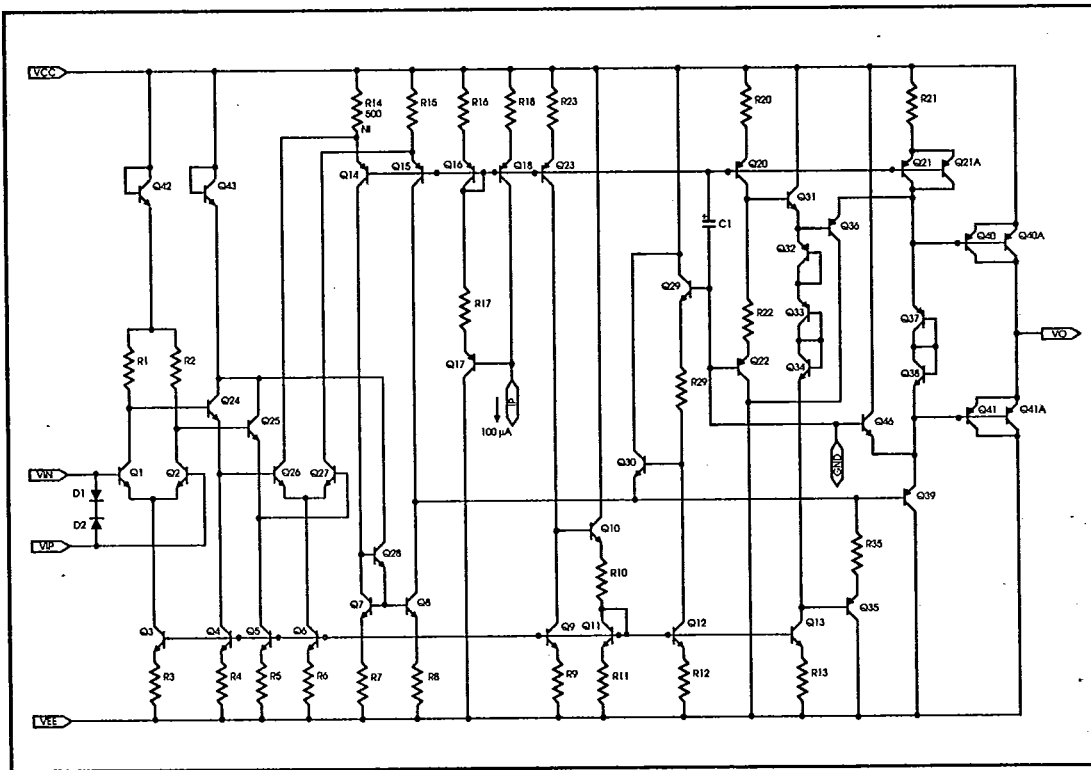 VCC
R14
500
NI
R15
R16
R18
R23
R20
R21
Q42
Q43
Q14
Q15
Q16
Q18
Q23
Q20
Q21
Q21A
Q31
Q36
C1
Q32
Q40
Q40A
Q29
R17
R22
Q33
Q37
VO
R1
R2
Q17
Q22
Q34
Q38
Q24
R29
IP
Q25
100 µA
Q46
Q41
Q41A
VIN
Q1
Q2
Q26
Q27
Q30
GND
D1
Q39
D2
VIP
Q10
Q28
R10
R35
Q7
Q8
Q35
Q3
Q4
Q5
Q6
Q9
Q11
Q12
Q13
R3
R4
R5
R6
R7
R8
R9
R11
R12
R13
VEE